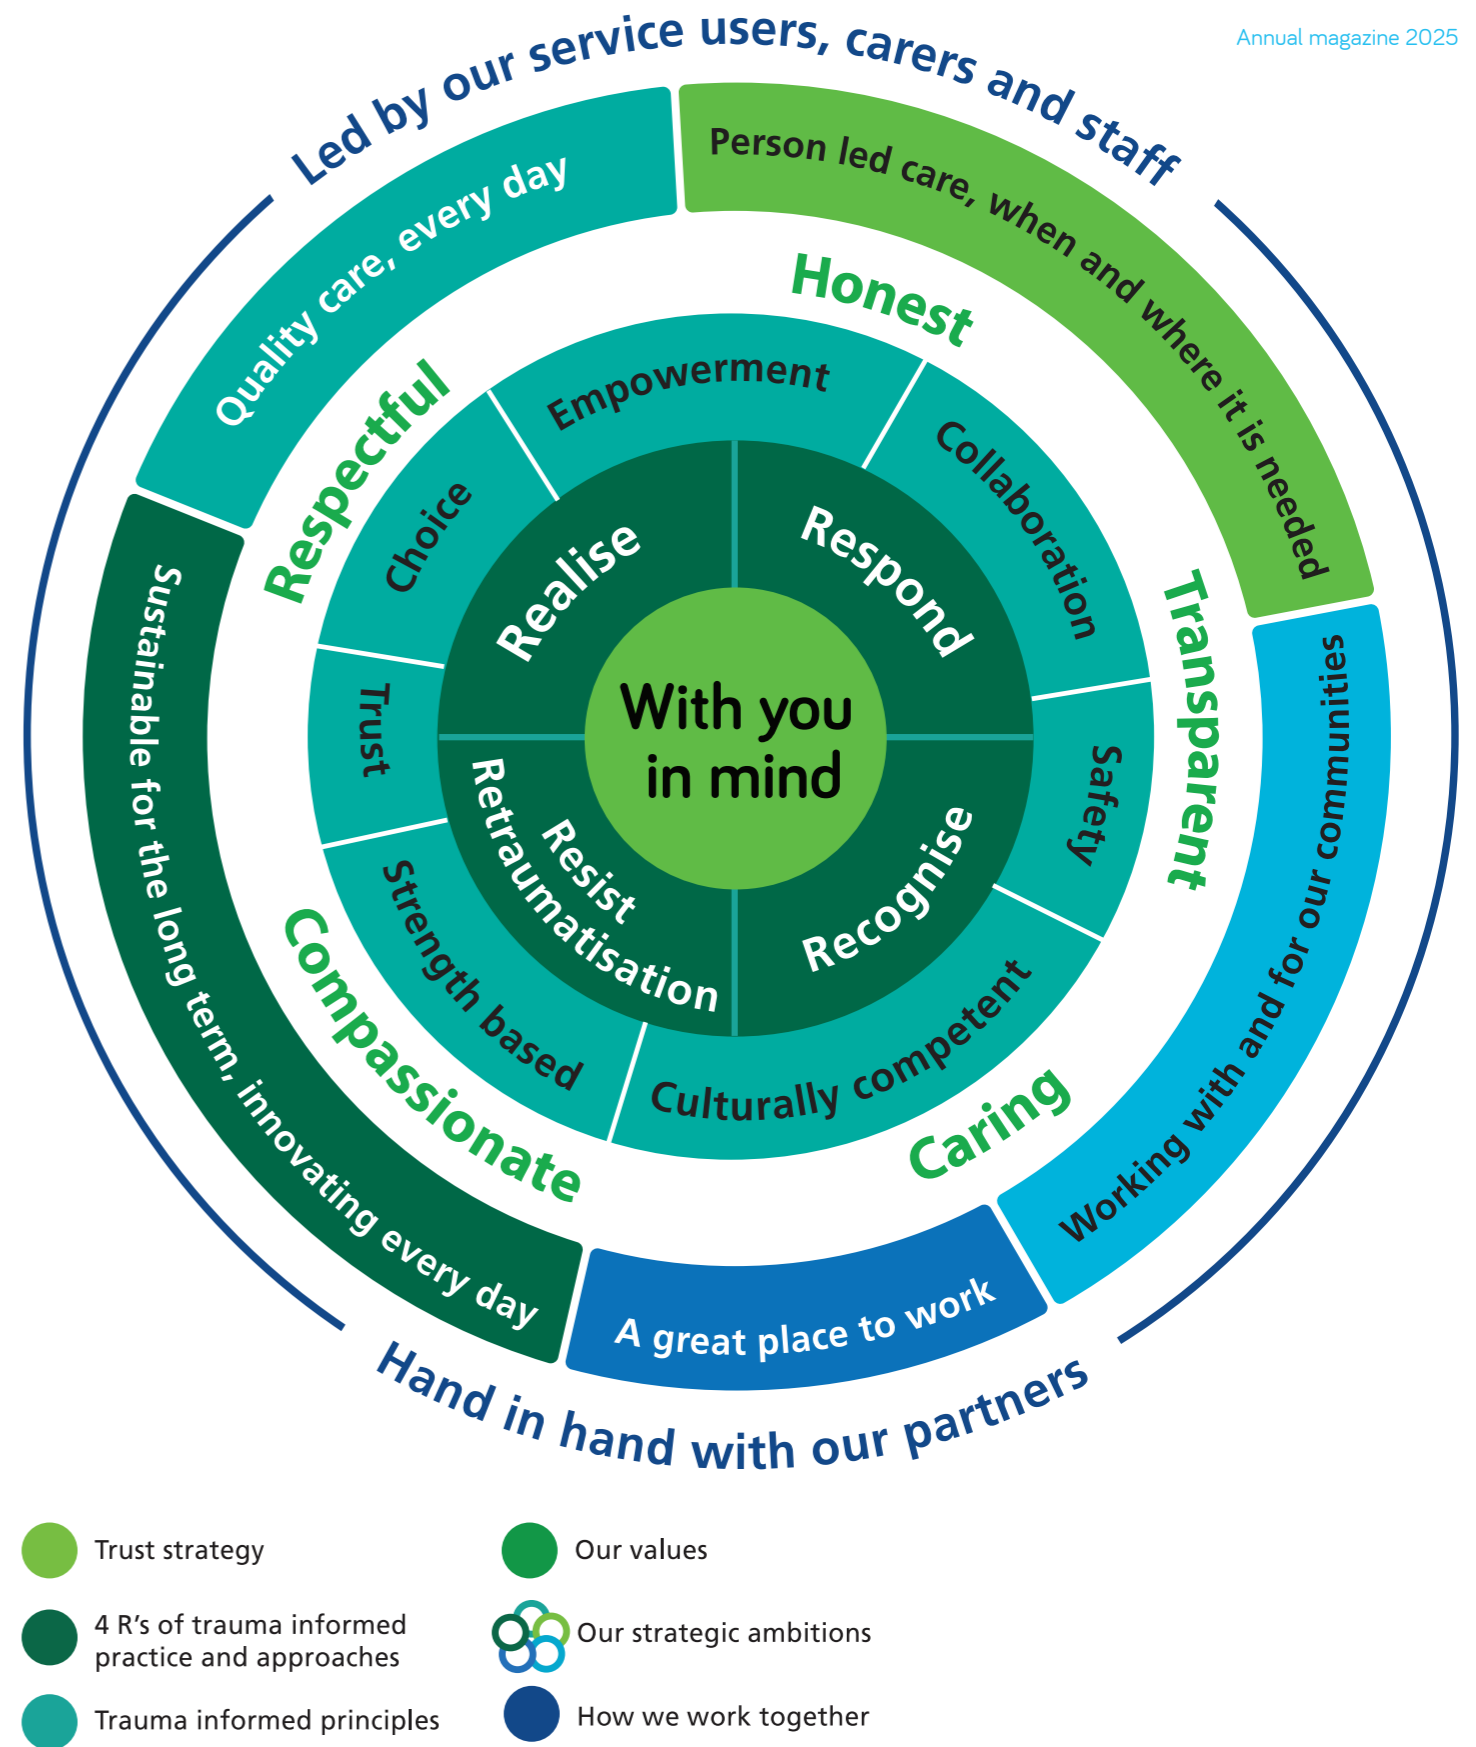 Annual magazine 2025
Led by our service users, carers and staff
Quality care, every day
Person led care, when and where it is needed
Working with and for our communities
A great place to work
Sustainable for the long term, innovating every day
Honest
Transparent
Caring
Compassionate
Respectful
Empowerment
Collaboration
Safety
Culturally competent
Strength based
Trust
Choice
Realise
Respond
Recognise
Resist
Retraumatisation
With you
in mind
Hand in hand with our partners
Trust strategy
4 R’s of trauma informed
practice and approaches
Trauma informed principles
Our values
Our strategic ambitions
How we work together